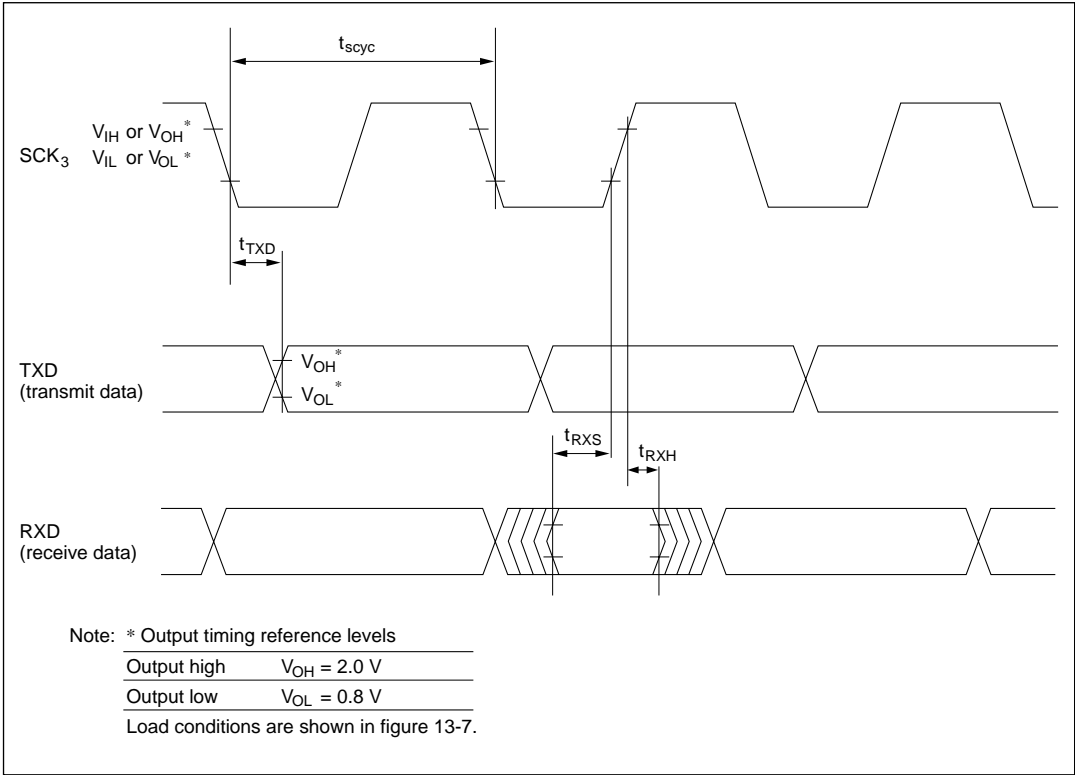 tscyc
VIH or VOH*
SCK3 VIL or VOL*
tTXD
TXD
(transmit data)
VOH*
VOL*
tRXS
tRXH
RXD
(receive data)
Note: * Output timing reference levels
Output high VOH = 2.0 V
Output low VOL = 0.8 V
Load conditions are shown in figure 13-7.